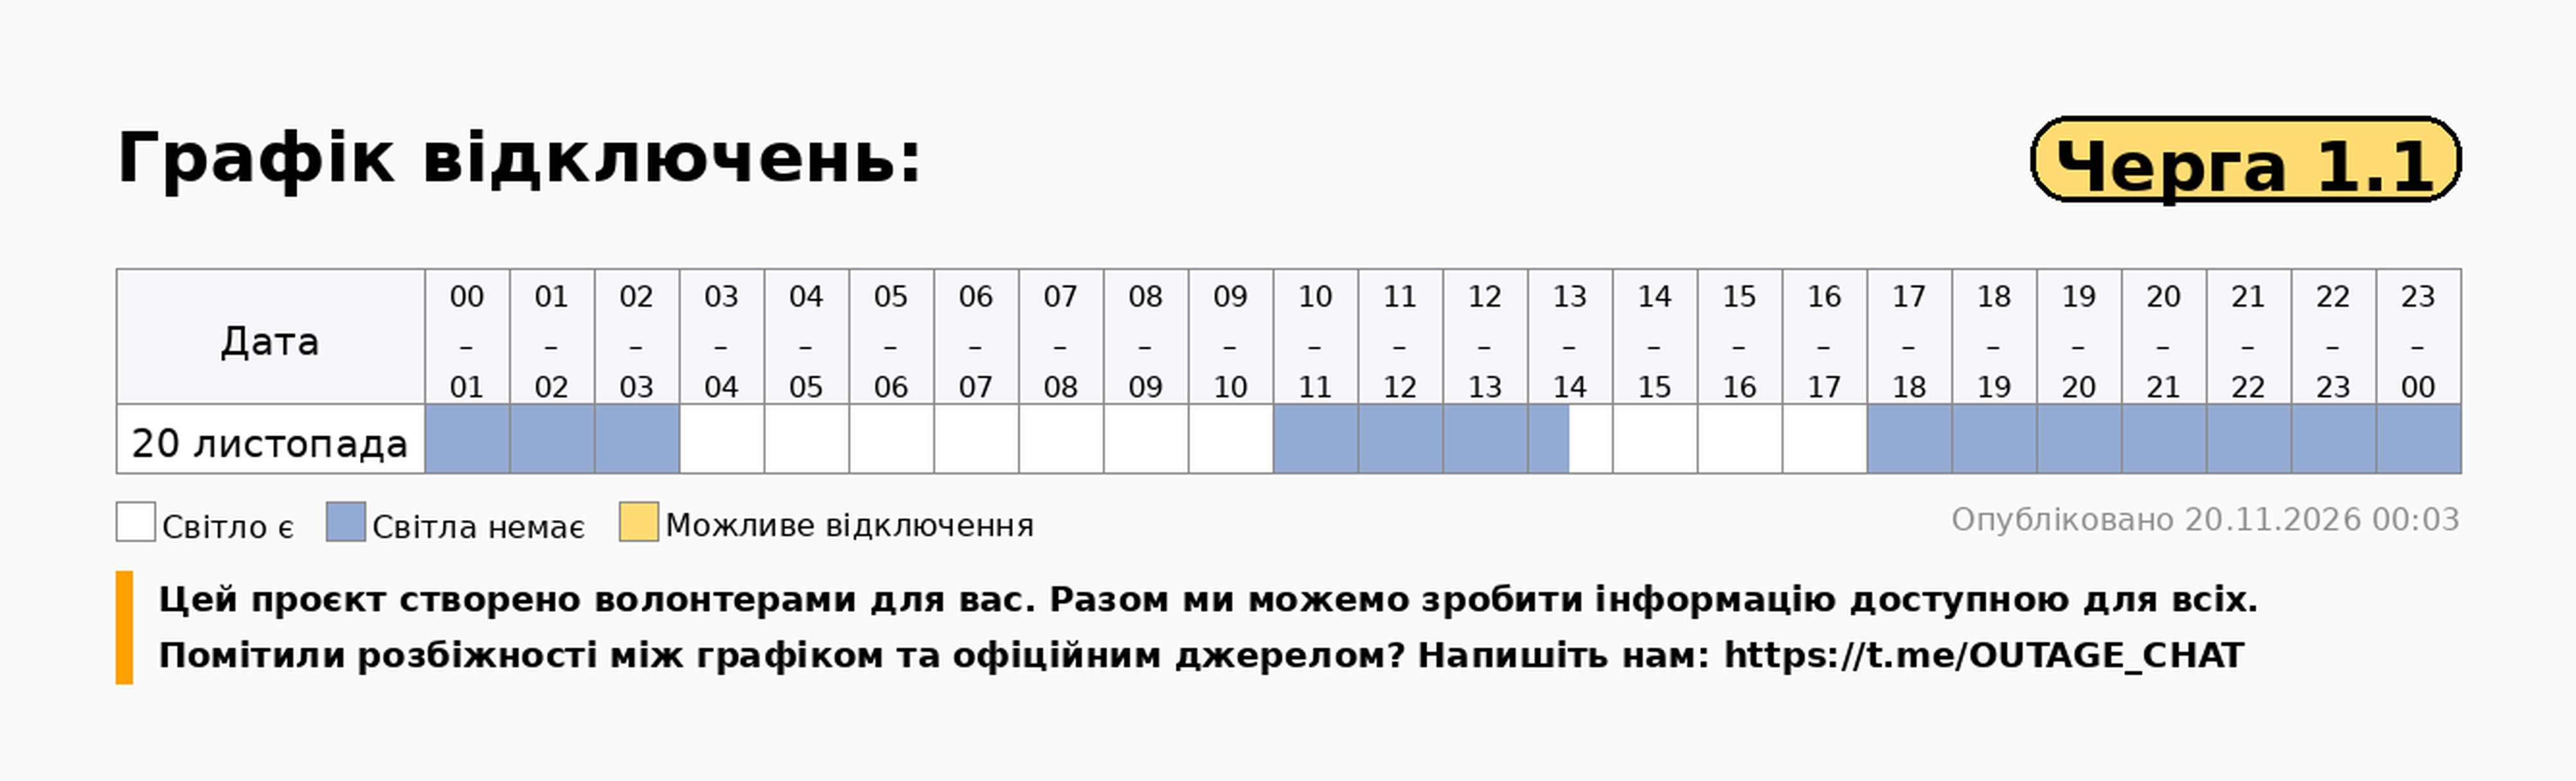 Графік відключень:
Черга 1.1
Дата
00 – 01
01 – 02
02 – 03
03 – 04
04 – 05
05 – 06
06 – 07
07 – 08
08 – 09
09 – 10
10 – 11
11 – 12
12 – 13
13 – 14
14 – 15
15 – 16
16 – 17
17 – 18
18 – 19
19 – 20
20 – 21
21 – 22
22 – 23
23 – 00
20 листопада
Світло є
Світла немає
Можливе відключення
Опубліковано 20.11.2026 00:03
Цей проєкт створено волонтерами для вас. Разом ми можемо зробити інформацію доступною для всіх.
Помітили розбіжності між графіком та офіційним джерелом? Напишіть нам: https://t.me/OUTAGE_CHAT